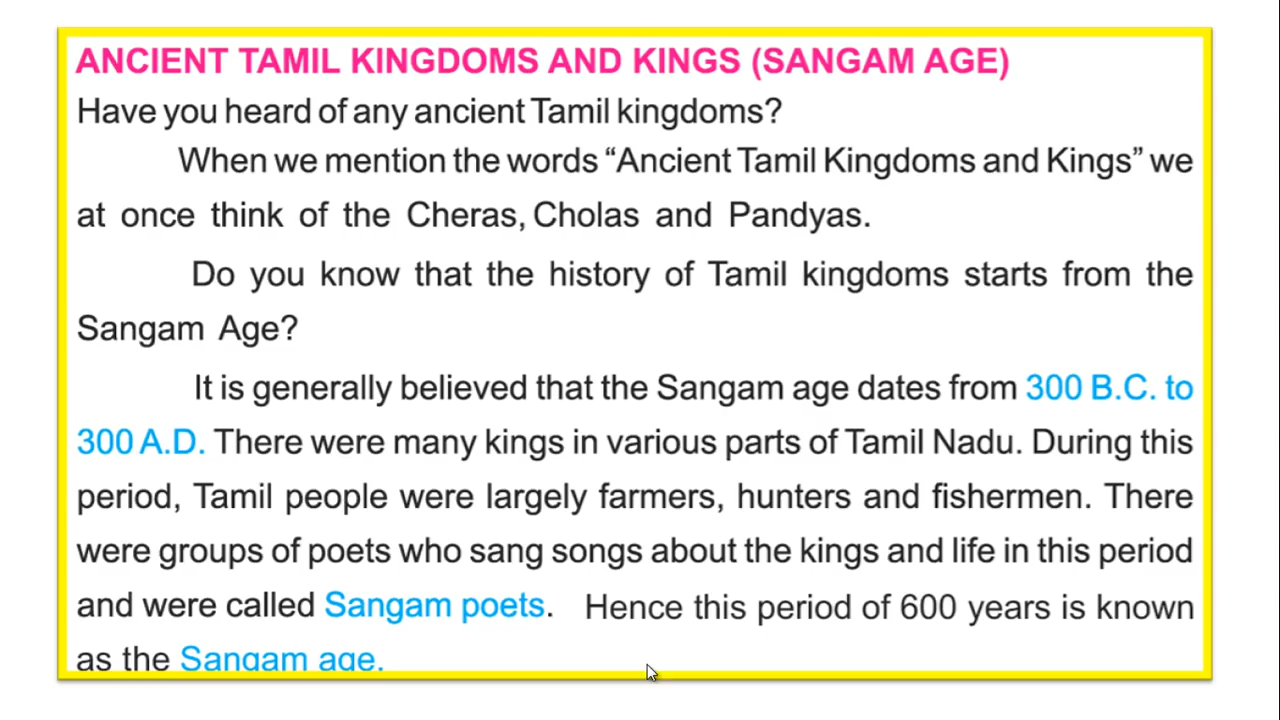 ANCIENT TAMIL KINGDOMS AND KINGS (SANGAM AGE)
Have you heard of any ancient Tamil kingdoms?
When we mention the words “Ancient Tamil Kingdoms and Kings” we
at once think of the Cheras, Cholas and Pandyas.
Do you know that the history of Tamil kingdoms starts from the
Sangam Age?
It is generally believed that the Sangam age dates from 300 B.C. to
300 A.D. There were many kings in various parts of Tamil Nadu. During this
period, Tamil people were largely farmers, hunters and fishermen. There
were groups of poets who sang songs about the kings and life in this period
and were called Sangam poets. Hence this period of 600 years is known
as the Sangam age.